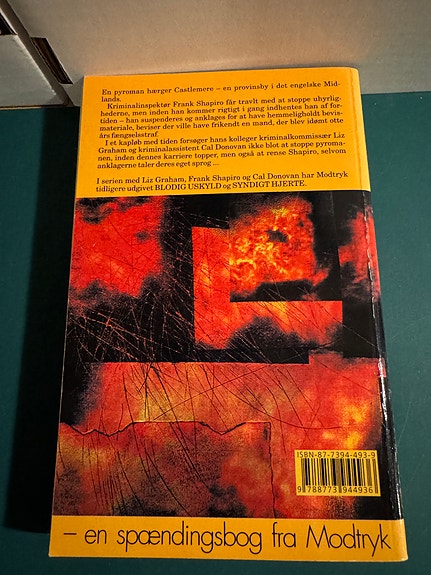 En pyroman hærger Castlemere – en provinsby i det engelske Mid-
lands.
Kriminalinspektør Frank Shapiro får travlt med at stoppe uhyrlig-
hederne, men inden han kommer rigtigt i gang indhentes han af for-
tiden – han suspenderes og anklages for at have hemmeligholdt bevis-
materiale, beviser der ville have frikendt en mand, der blev idømt otte
års fængselsstraf.
I et kapløb med tiden forsøger hans kolleger kriminalkommissær Liz
Graham og kriminalassistent Cal Donovan ikke blot at stoppe pyroma-
nen, inden dennes karriere topper, men også at rense Shapiro, selvom
anklagerne taler deres eget sprog ...
I serien med Liz Graham, Frank Shapiro og Cal Donovan har Modtryk
tidligere udgivet BLODIG USKYLD og SYNDIGT HJERTE.
ISBN-87-7394-493-9
9 788773 944936
– en spændingsbog fra Modtryk